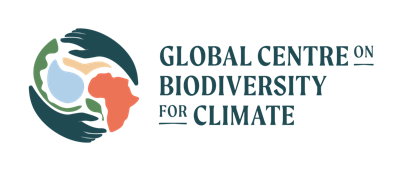 GLOBAL CENTRE ON
BIODIVERSITY
FOR CLIMATE